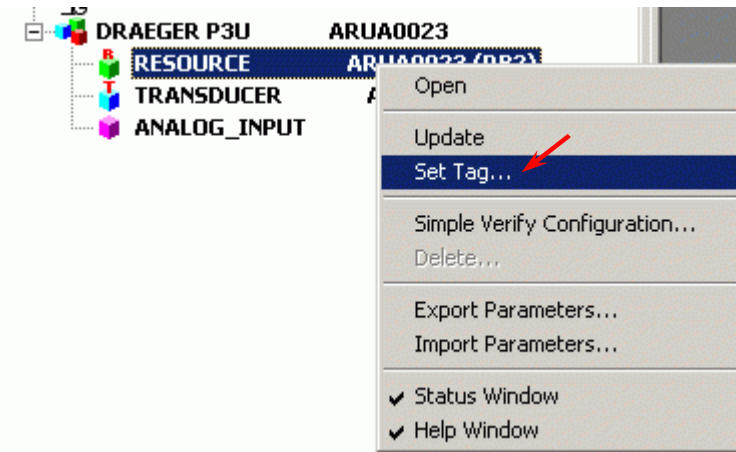 DRAEGER P3U ARUA0023
RESOURCE
TRANSDUCER
ANALOG_INPUT
Open
Update
Set Tag...
Simple Verify Configuration...
Delete...
Export Parameters...
Import Parameters...
Status Window
Help Window